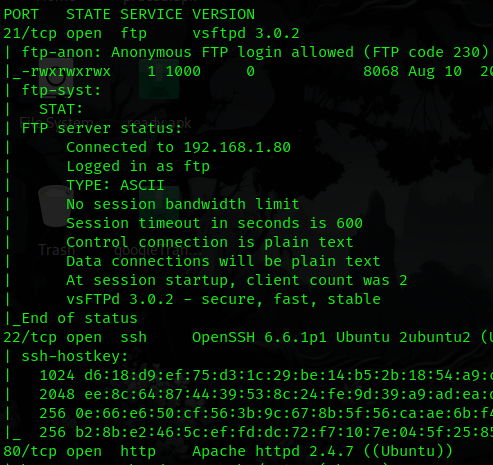 PORT   STATE SERVICE VERSION
21/tcp open  ftp     vsftpd 3.0.2
| ftp-anon: Anonymous FTP login allowed (FTP code 230)
|_-rwxrwxrwx    1 1000     0            8068 Aug 10  20
| ftp-syst:
|   STAT:
| FTP server status:
|      Connected to 192.168.1.80
|      Logged in as ftp
|      TYPE: ASCII
|      No session bandwidth limit
|      Session timeout in seconds is 600
|      Control connection is plain text
|      Data connections will be plain text
|      At session startup, client count was 2
|      vsFTPd 3.0.2 - secure, fast, stable
|_End of status
22/tcp open  ssh     OpenSSH 6.6.1p1 Ubuntu 2ubuntu2 (U
| ssh-hostkey:
|   1024 d6:18:d9:ef:75:d3:1c:29:be:14:b5:2b:18:54:a9:
|   2048 ee:8c:64:87:44:39:53:8c:24:fe:9d:39:a9:ad:ea:
|   256 0e:66:e6:50:cf:56:3b:9c:67:8b:5f:56:ca:ae:6b:f4
|_  256 b2:8b:e2:46:5c:ef:fd:dc:72:f7:10:7e:04:5f:25:85
80/tcp open  http    Apache httpd 2.4.7 ((Ubuntu))
File System
ready.apk
Trash